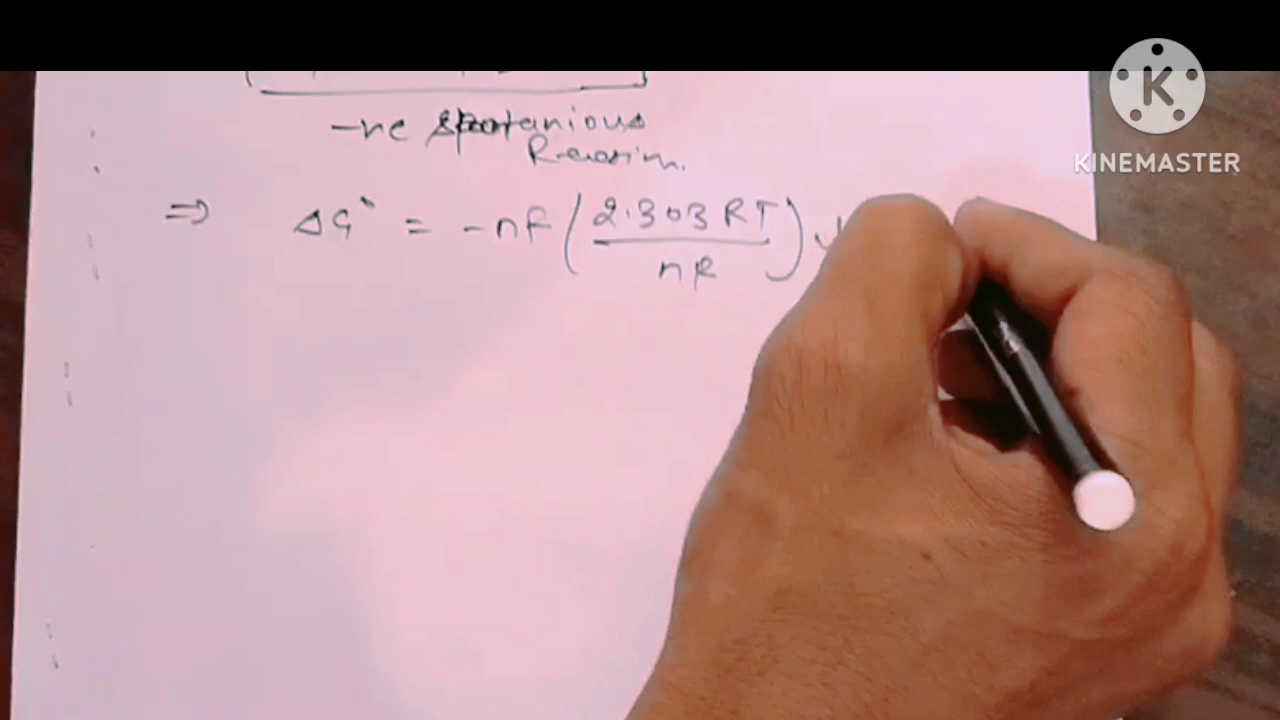 KINEMASTER
-ve spontanious
Reaction.
⇒ ΔG° = -nF ( 2.303 RT / nF )